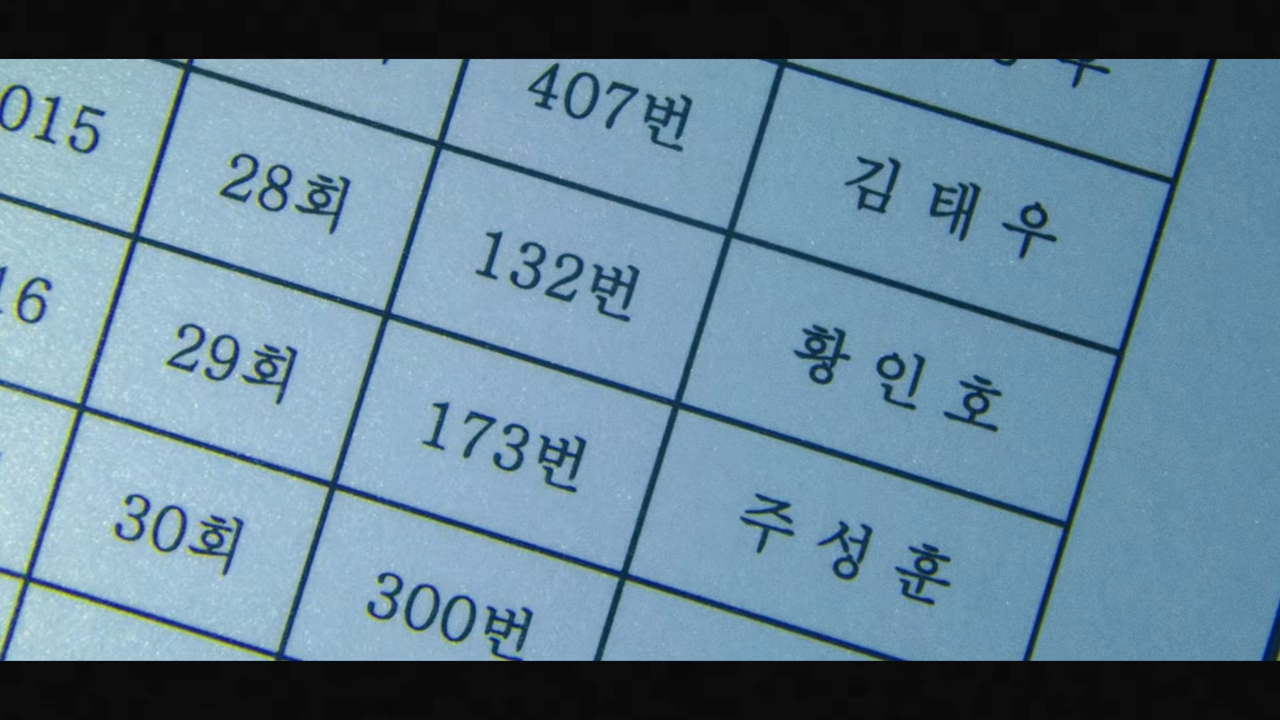 407번 김 태 우
015 28회 132번 황 인 호
16 29회 173번 주 성 훈
30회 300번